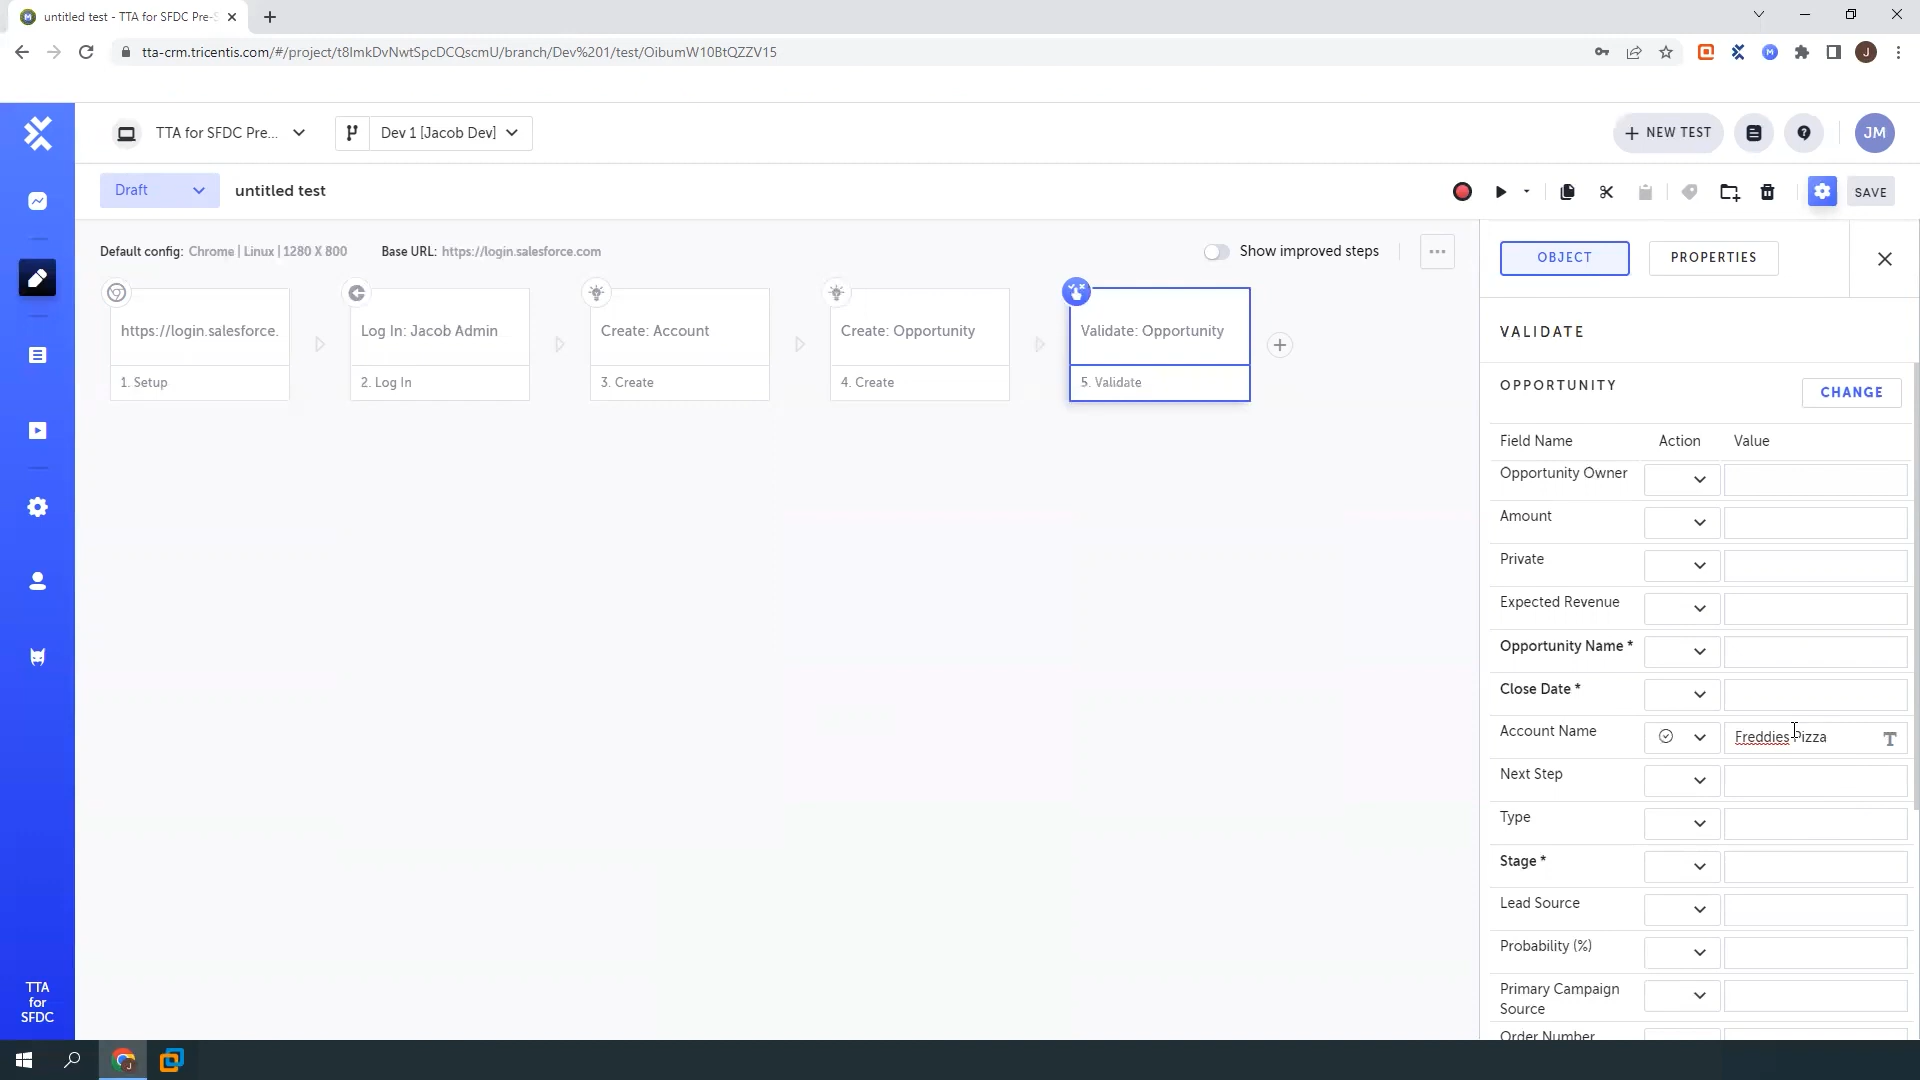 untitled test - TTA for SFDC Pre-S
tta-crm.tricentis.com/#/project/t8ImkDvNwtSpcDCQscmU/branch/Dev%201/test/OibumW10BtQZZV15
J
TTA for SFDC Pre...
Dev 1 [Jacob Dev]
NEW TEST
JM
Draft
untitled test
SAVE
Default config: Chrome | Linux | 1280 X 800
Base URL: https://login.salesforce.com
Show improved steps
OBJECT
PROPERTIES
https://login.salesforce.
1. Setup
Log In: Jacob Admin
2. Log In
Create: Account
3. Create
Create: Opportunity
4. Create
Validate: Opportunity
5. Validate
VALIDATE
OPPORTUNITY
CHANGE
Field Name Action Value
Opportunity Owner
Amount
Private
Expected Revenue
Opportunity Name *
Close Date *
Account Name
Freddies Pizza
Next Step
Type
Stage *
Lead Source
Probability (%)
Primary Campaign
Source
Order Number
TTA
for
SFDC